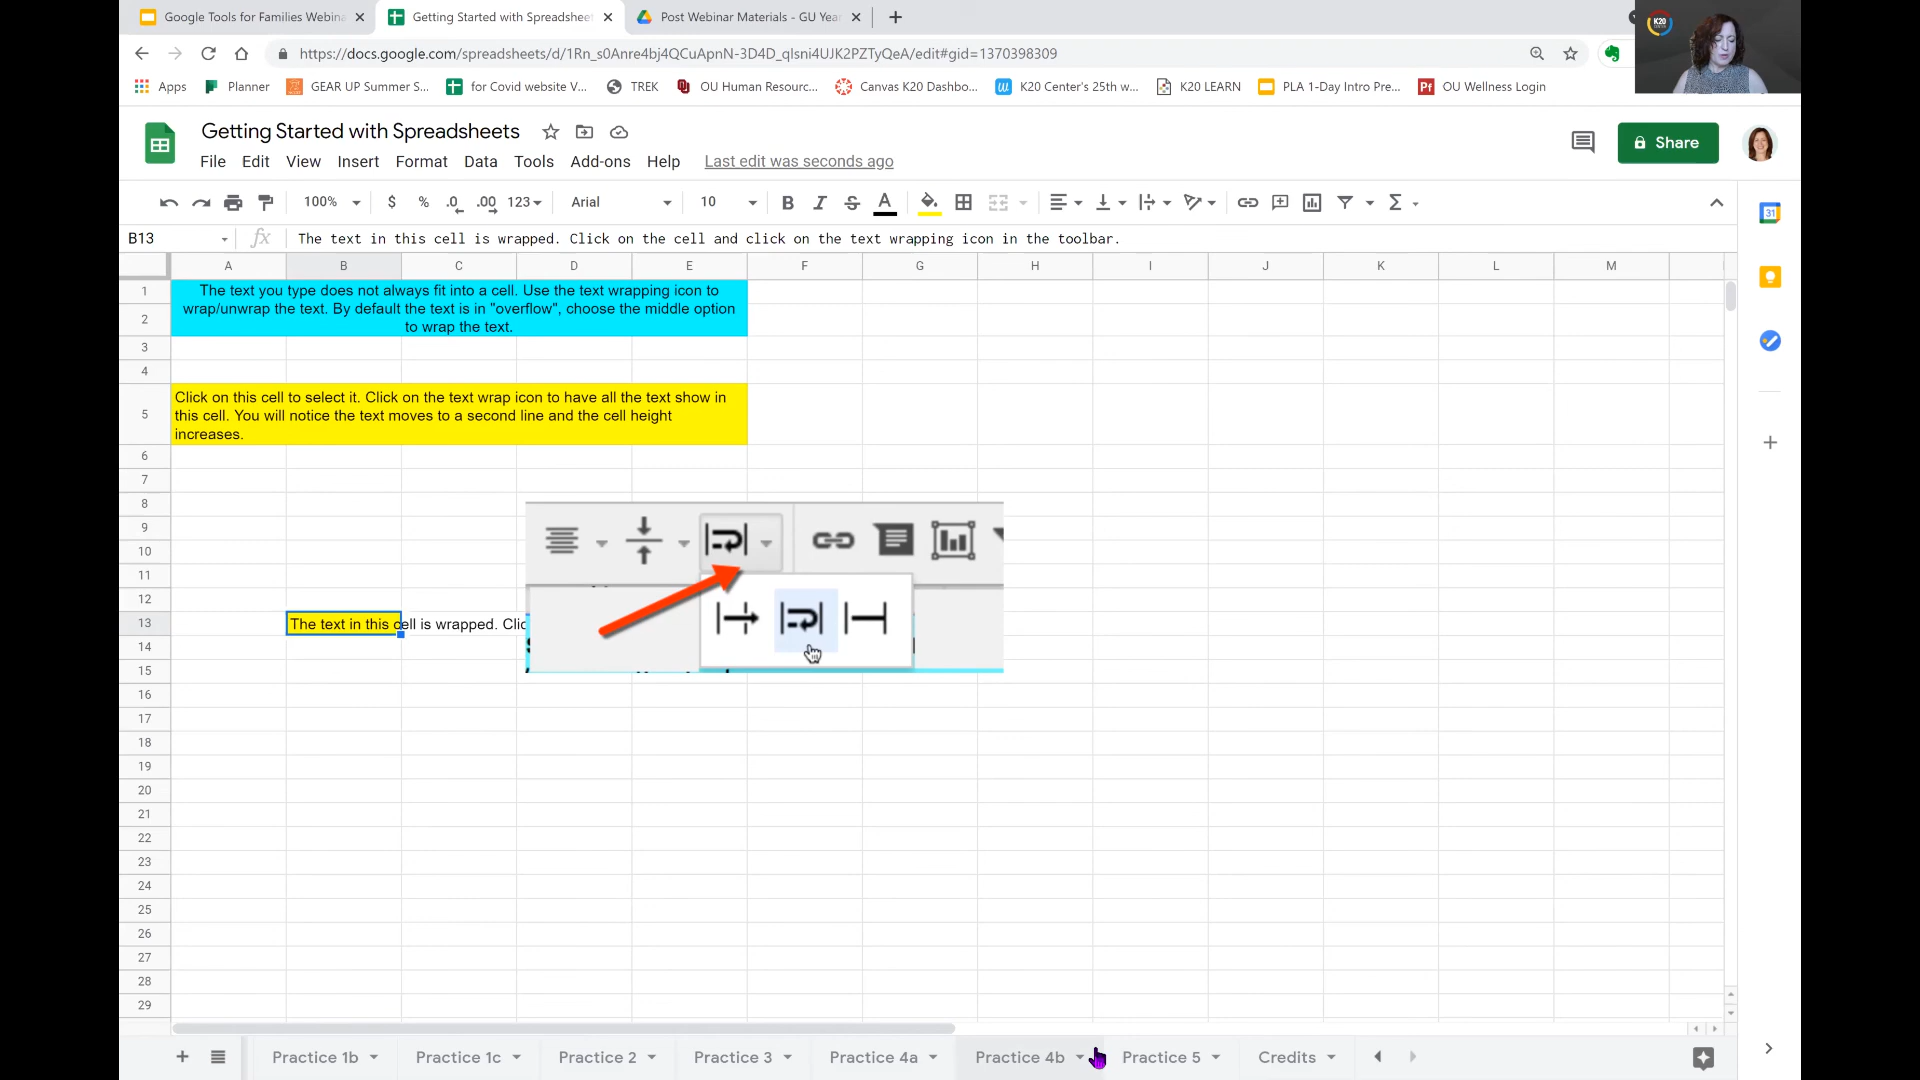 Google Tools for Families Webina
Getting Started with Spreadshee
Post Webinar Materials - GU Yea
K20
https://docs.google.com/spreadsheets/d/1Rn_s0Anre4bj4QCuApnN-3D4D_qlsni4UJK2PZTyQeA/edit#gid=1370398309
Apps Planner GEAR UP Summer S... for Covid website V... TREK OU Human Resourc... Canvas K20 Dashbo... K20 Center's 25th w... K20 LEARN PLA 1-Day Intro Pre... OU Wellness Login
Getting Started with Spreadsheets
File Edit View Insert Format Data Tools Add-ons Help Last edit was seconds ago
Share
100% $ % .0 .00 123 Arial 10 B I S A
31
B13 fx The text in this cell is wrapped. Click on the cell and click on the text wrapping icon in the toolbar.
A B C D E F G H I J K L M
1
2
3
4
5
6
7
8
9
10
11
12
13
14
15
16
17
18
19
20
21
22
23
24
25
26
27
28
29
The text you type does not always fit into a cell. Use the text wrapping icon to
wrap/unwrap the text. By default the text is in "overflow", choose the middle option
to wrap the text.
Click on this cell to select it. Click on the text wrap icon to have all the text show in
this cell. You will notice the text moves to a second line and the cell height
increases.
The text in this cell is wrapped. Clic
Practice 1b Practice 1c Practice 2 Practice 3 Practice 4a Practice 4b Practice 5 Credits